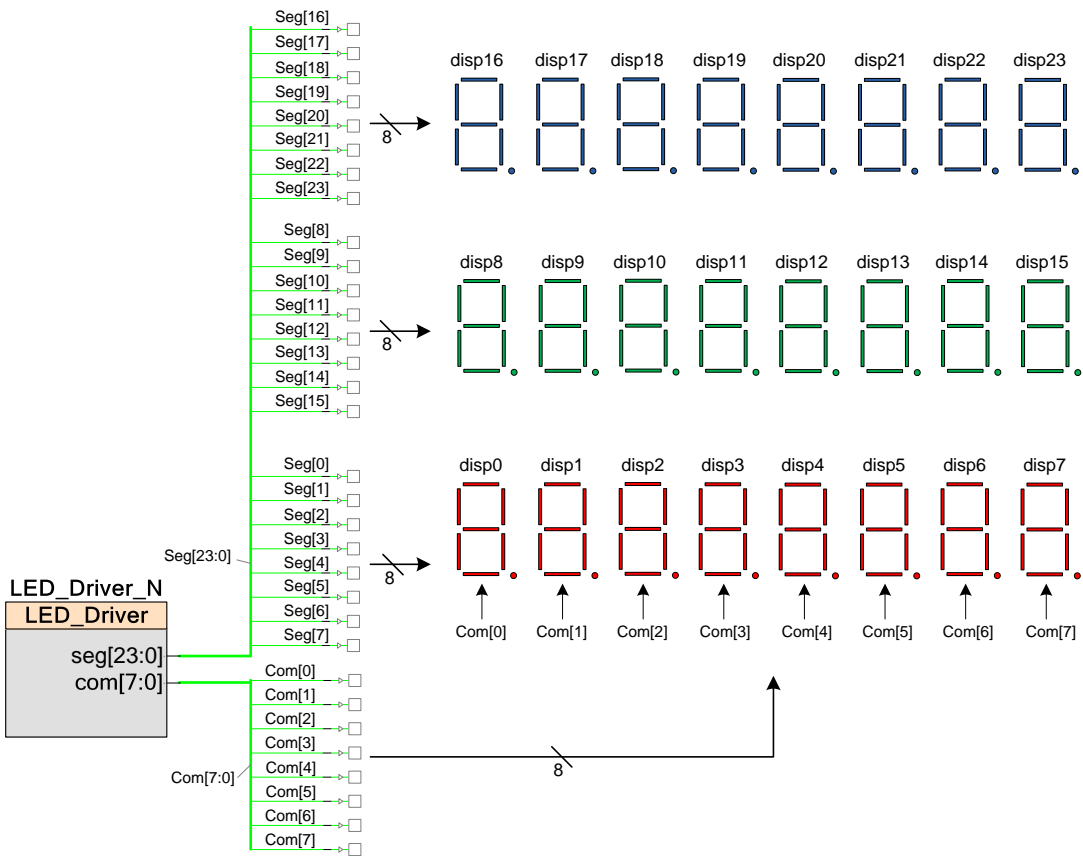 Seg[16]
Seg[17]
Seg[18]
Seg[19]
Seg[20]
Seg[21]
Seg[22]
Seg[23]
8
disp16 disp17 disp18 disp19 disp20 disp21 disp22 disp23
Seg[8]
Seg[9]
Seg[10]
Seg[11]
Seg[12]
Seg[13]
Seg[14]
Seg[15]
8
disp8 disp9 disp10 disp11 disp12 disp13 disp14 disp15
Seg[0]
Seg[1]
Seg[2]
Seg[3]
Seg[4]
Seg[5]
Seg[6]
Seg[7]
8
disp0 disp1 disp2 disp3 disp4 disp5 disp6 disp7
Com[0] Com[1] Com[2] Com[3] Com[4] Com[5] Com[6] Com[7]
Seg[23:0]
LED_Driver_N
LED_Driver
seg[23:0]
com[7:0]
Com[0]
Com[1]
Com[2]
Com[3]
Com[4]
Com[5]
Com[6]
Com[7]
Com[7:0]
8